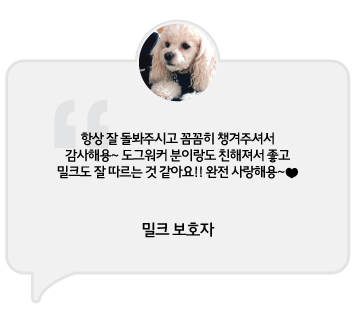 항상 잘 돌봐주시고 꼼꼼히 챙겨주셔서
감사해용~ 도그워커 분이랑도 친해져서 좋고
밀크도 잘 따르는 것 같아요!! 완전 사랑해용~♥
밀크 보호자